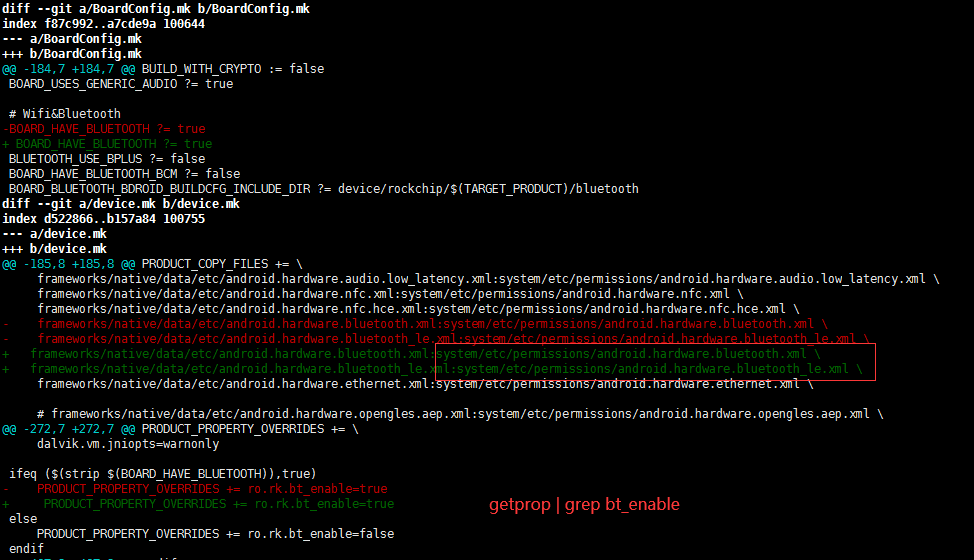 diff --git a/BoardConfig.mk b/BoardConfig.mk
index f87c992..a7cde9a 100644
--- a/BoardConfig.mk
+++ b/BoardConfig.mk
@@ -184,7 +184,7 @@ BUILD_WITH_CRYPTO := false
 BOARD_USES_GENERIC_AUDIO ?= true

 # Wifi&Bluetooth
-BOARD_HAVE_BLUETOOTH ?= true
+ BOARD_HAVE_BLUETOOTH ?= true
 BLUETOOTH_USE_BPLUS ?= false
 BOARD_HAVE_BLUETOOTH_BCM ?= false
 BOARD_BLUETOOTH_BDROID_BUILDCFG_INCLUDE_DIR ?= device/rockchip/$(TARGET_PRODUCT)/bluetooth
diff --git a/device.mk b/device.mk
index d522866..b157a84 100755
--- a/device.mk
+++ b/device.mk
@@ -185,8 +185,8 @@ PRODUCT_COPY_FILES += \
     frameworks/native/data/etc/android.hardware.audio.low_latency.xml:system/etc/permissions/android.hardware.audio.low_latency.xml \
     frameworks/native/data/etc/android.hardware.nfc.xml:system/etc/permissions/android.hardware.nfc.xml \
     frameworks/native/data/etc/android.hardware.nfc.hce.xml:system/etc/permissions/android.hardware.nfc.hce.xml \
-    frameworks/native/data/etc/android.hardware.bluetooth.xml:system/etc/permissions/android.hardware.bluetooth.xml \
-    frameworks/native/data/etc/android.hardware.bluetooth_le.xml:system/etc/permissions/android.hardware.bluetooth_le.xml \
+   frameworks/native/data/etc/android.hardware.bluetooth.xml:system/etc/permissions/android.hardware.bluetooth.xml \
+   frameworks/native/data/etc/android.hardware.bluetooth_le.xml:system/etc/permissions/android.hardware.bluetooth_le.xml \
     frameworks/native/data/etc/android.hardware.ethernet.xml:system/etc/permissions/android.hardware.ethernet.xml \

     # frameworks/native/data/etc/android.hardware.opengles.aep.xml:system/etc/permissions/android.hardware.opengles.aep.xml \
@@ -272,7 +272,7 @@ PRODUCT_PROPERTY_OVERRIDES += \
     dalvik.vm.jniopts=warnonly

 ifeq ($(strip $(BOARD_HAVE_BLUETOOTH)),true)
-    PRODUCT_PROPERTY_OVERRIDES += ro.rk.bt_enable=true
+     PRODUCT_PROPERTY_OVERRIDES += ro.rk.bt_enable=true
getprop | grep bt_enable
 else
     PRODUCT_PROPERTY_OVERRIDES += ro.rk.bt_enable=false
 endif